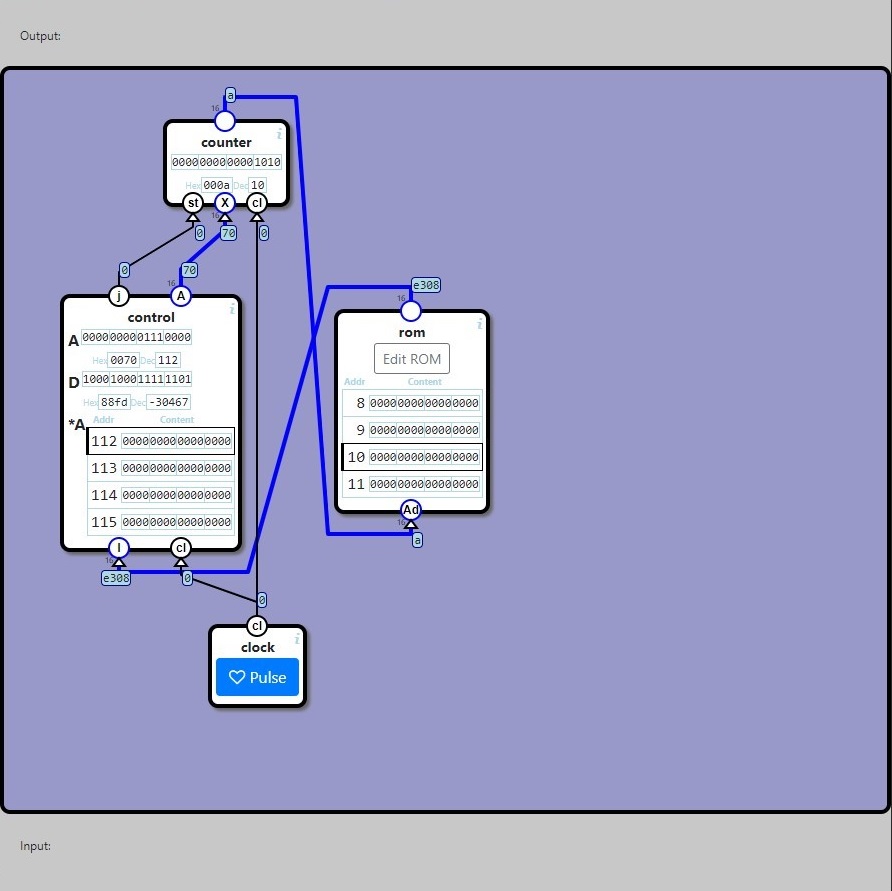 Output:
a
16
i
counter
0000000000001010
Hex 000a Dec 10
st X cl
16
0 70 0
0 70
16
j A
i
control
A 0000000001110000
Hex 0070 Dec 112
D 1000100011111101
Hex 88fd Dec -30467
*A Addr Content
112 0000000000000000
113 0000000000000000
114 0000000000000000
115 0000000000000000
I cl
16
e308 0
e308
16
i
rom
Edit ROM
Addr Content
8 0000000000000000
9 0000000000000000
10 0000000000000000
11 0000000000000000
Ad
16
a
0
cl
i
clock
Pulse
Input: